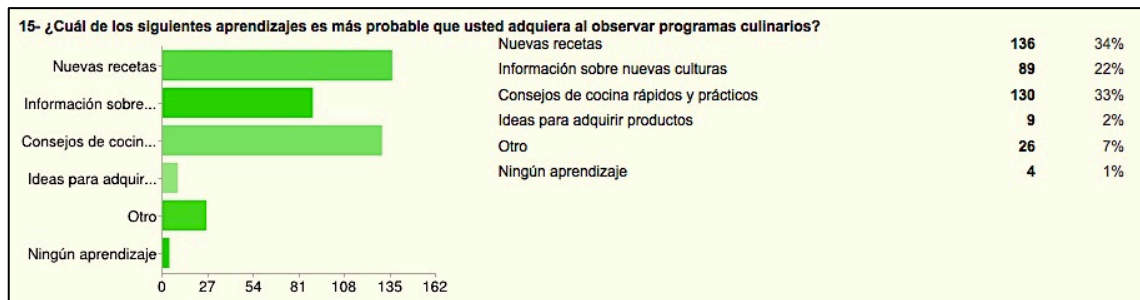 15- ¿Cuál de los siguientes aprendizajes es más probable que usted adquiera al observar programas culinarios?
Nuevas recetas
Información sobre...
Consejos de cocin...
Ideas para adquir...
Otro
Ningún aprendizaje
0 27 54 81 108 135 162
Nuevas recetas 136 34%
Información sobre nuevas culturas 89 22%
Consejos de cocina rápidos y prácticos 130 33%
Ideas para adquirir productos 9 2%
Otro 26 7%
Ningún aprendizaje 4 1%